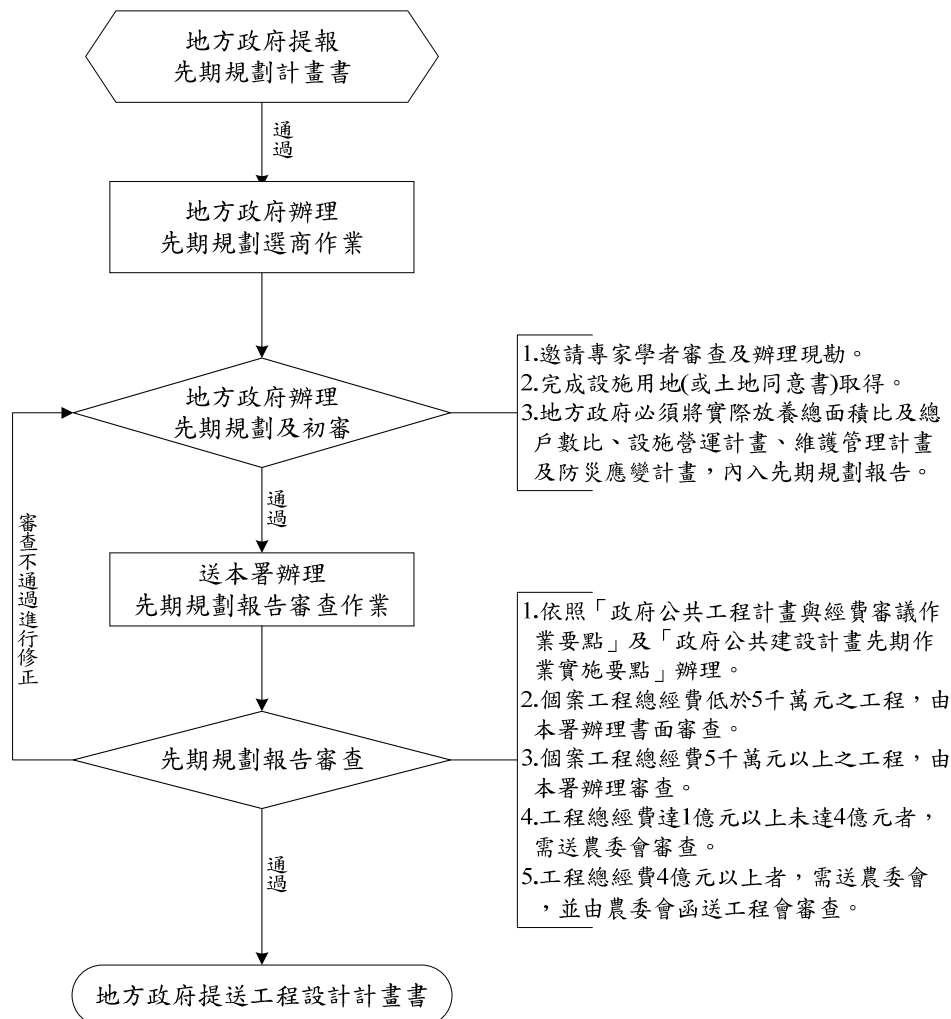 地方政府提報
先期規劃計畫書
通過
地方政府辦理
先期規劃選商作業
地方政府辦理
先期規劃及初審
1.邀請專家學者審查及辦理現勘。
2.完成設施用地(或土地同意書)取得。
3.地方政府必須將實際放養總面積比及總
戶數比、設施營運計畫、維護管理計畫
及防災應變計畫，內入先期規劃報告。
通過
審查不通過進行修正
送本署辦理
先期規劃報告審查作業
先期規劃報告審查
1.依照「政府公共工程計畫與經費審議作
業要點」及「政府公共建設計畫先期作
業實施要點」辦理。
2.個案工程總經費低於5千萬元之工程，由
本署辦理書面審查。
3.個案工程總經費5千萬元以上之工程，由
本署辦理審查。
4.工程總經費達1億元以上未達4億元者，
需送農委會審查。
5.工程總經費4億元以上者，需送農委會
，並由農委會函送工程會審查。
通過
地方政府提送工程設計計畫書